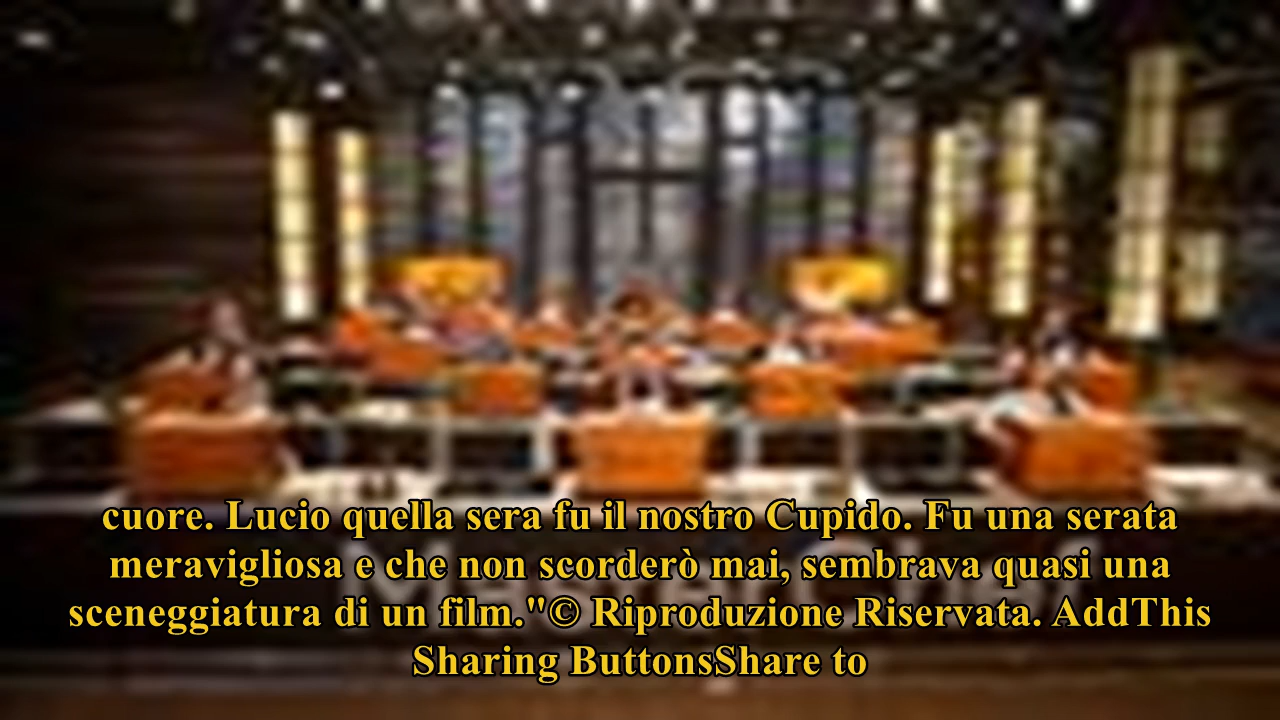 cuore. Lucio quella sera fu il nostro Cupido. Fu una serata
meravigliosa e che non scorderò mai, sembrava quasi una
sceneggiatura di un film."© Riproduzione Riservata. AddThis
Sharing ButtonsShare to